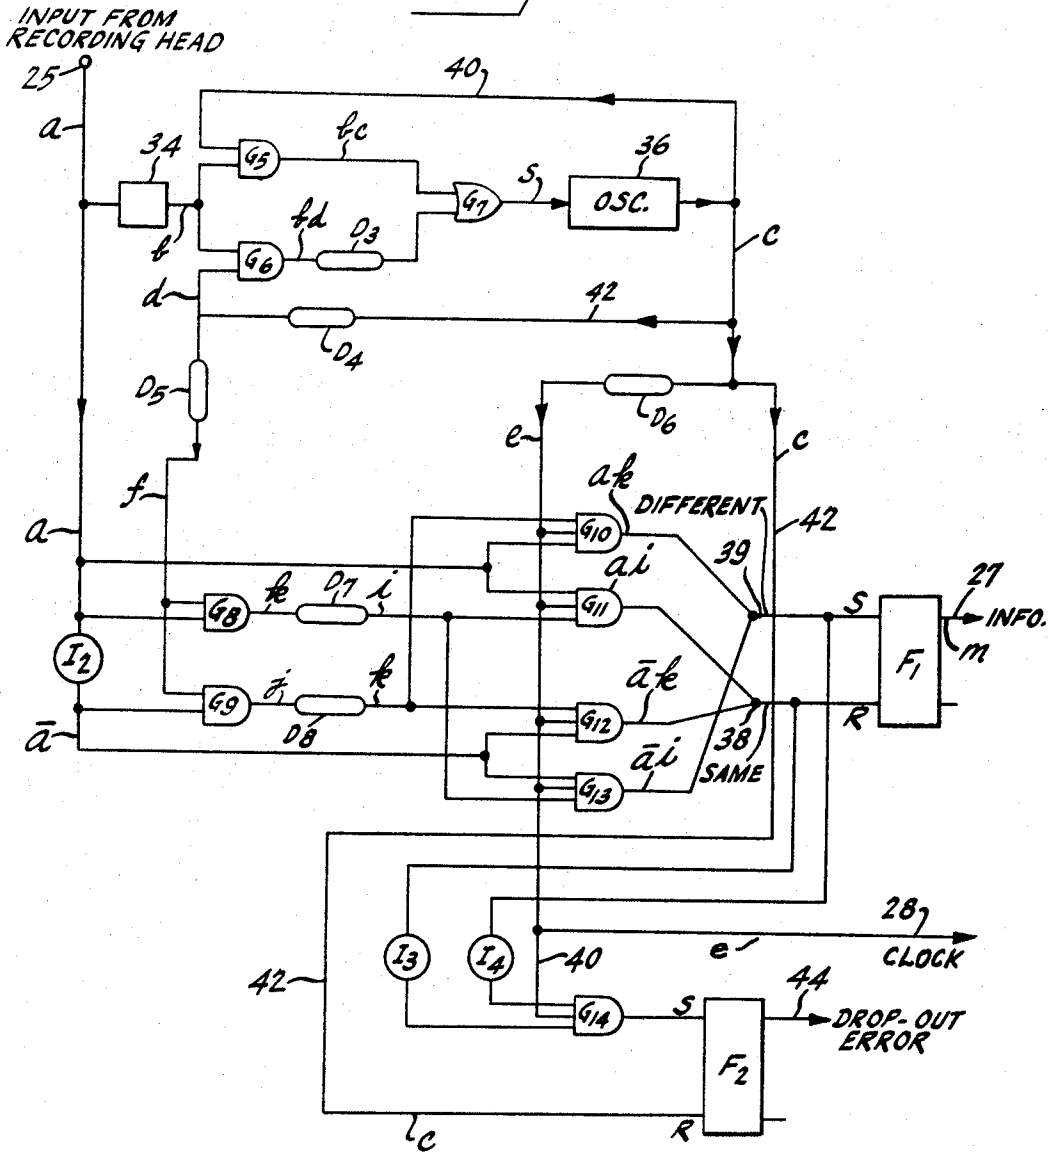 INPUT FROM
RECORDING HEAD
25
a
40
34
G5
bc
36
G7
S
OSC.
b
bd
D3
G6
c
d
42
D4
D5
D6
e
c
f
ak
DIFFERENT
42
a
G10
39
ai
27
k
D7
i
G11
S
INFO.
G8
F1
m
I2
j
k
āk
G9
D8
G12
38
R
ā
āi
SAME
G13
28
e
CLOCK
I3
I4
40
42
44
G14
S
DROP-OUT
ERROR
F2
C
R